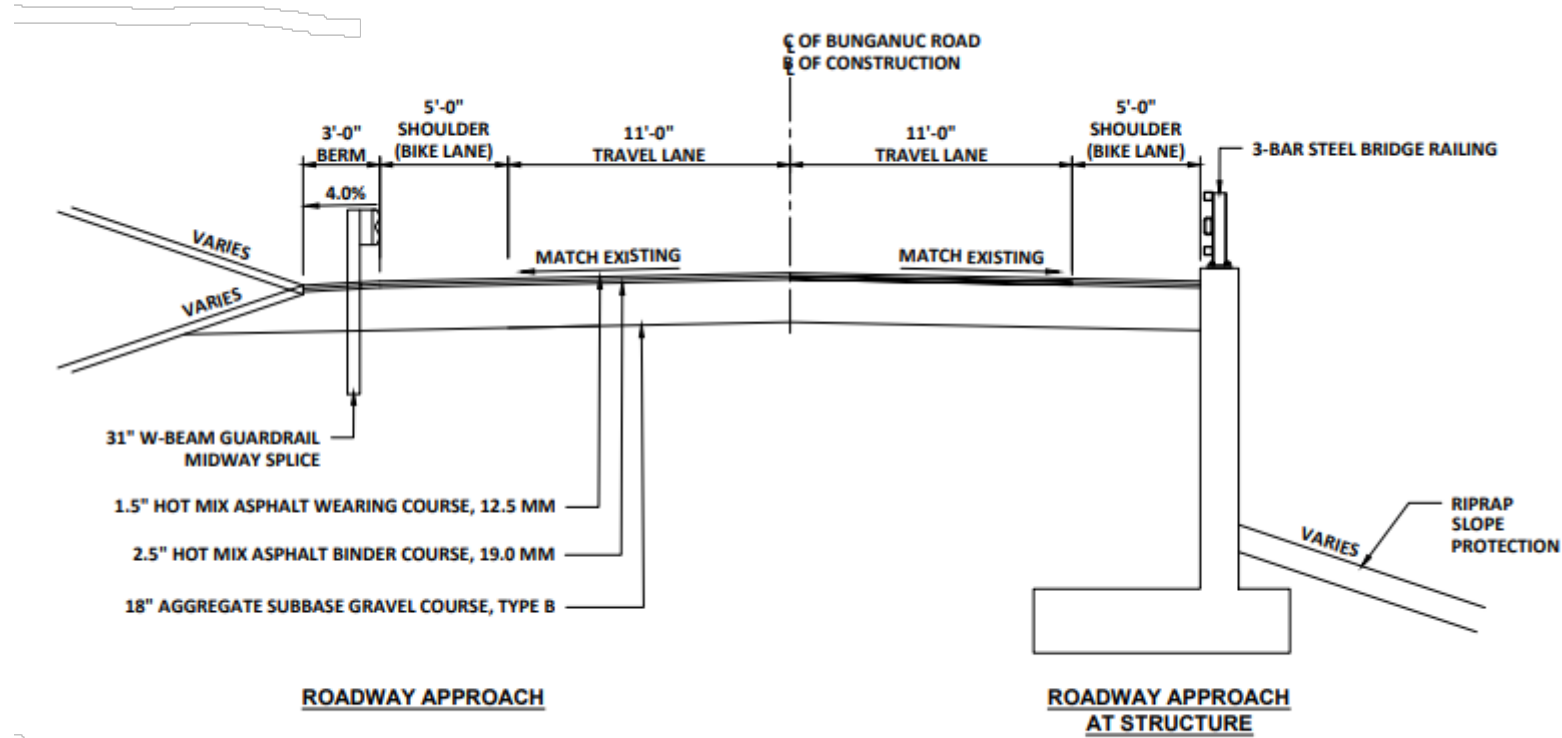 ℄ OF BUNGANUC ROAD
B OF CONSTRUCTION
3'-0"
BERM
5'-0"
SHOULDER
(BIKE LANE)
11'-0"
TRAVEL LANE
11'-0"
TRAVEL LANE
5'-0"
SHOULDER
(BIKE LANE)
3-BAR STEEL BRIDGE RAILING
4.0%
VARIES
MATCH EXISTING
MATCH EXISTING
VARIES
31" W-BEAM GUARDRAIL
MIDWAY SPLICE
1.5" HOT MIX ASPHALT WEARING COURSE, 12.5 MM
2.5" HOT MIX ASPHALT BINDER COURSE, 19.0 MM
18" AGGREGATE SUBBASE GRAVEL COURSE, TYPE B
VARIES
RIPRAP
SLOPE
PROTECTION
ROADWAY APPROACH
ROADWAY APPROACH
AT STRUCTURE